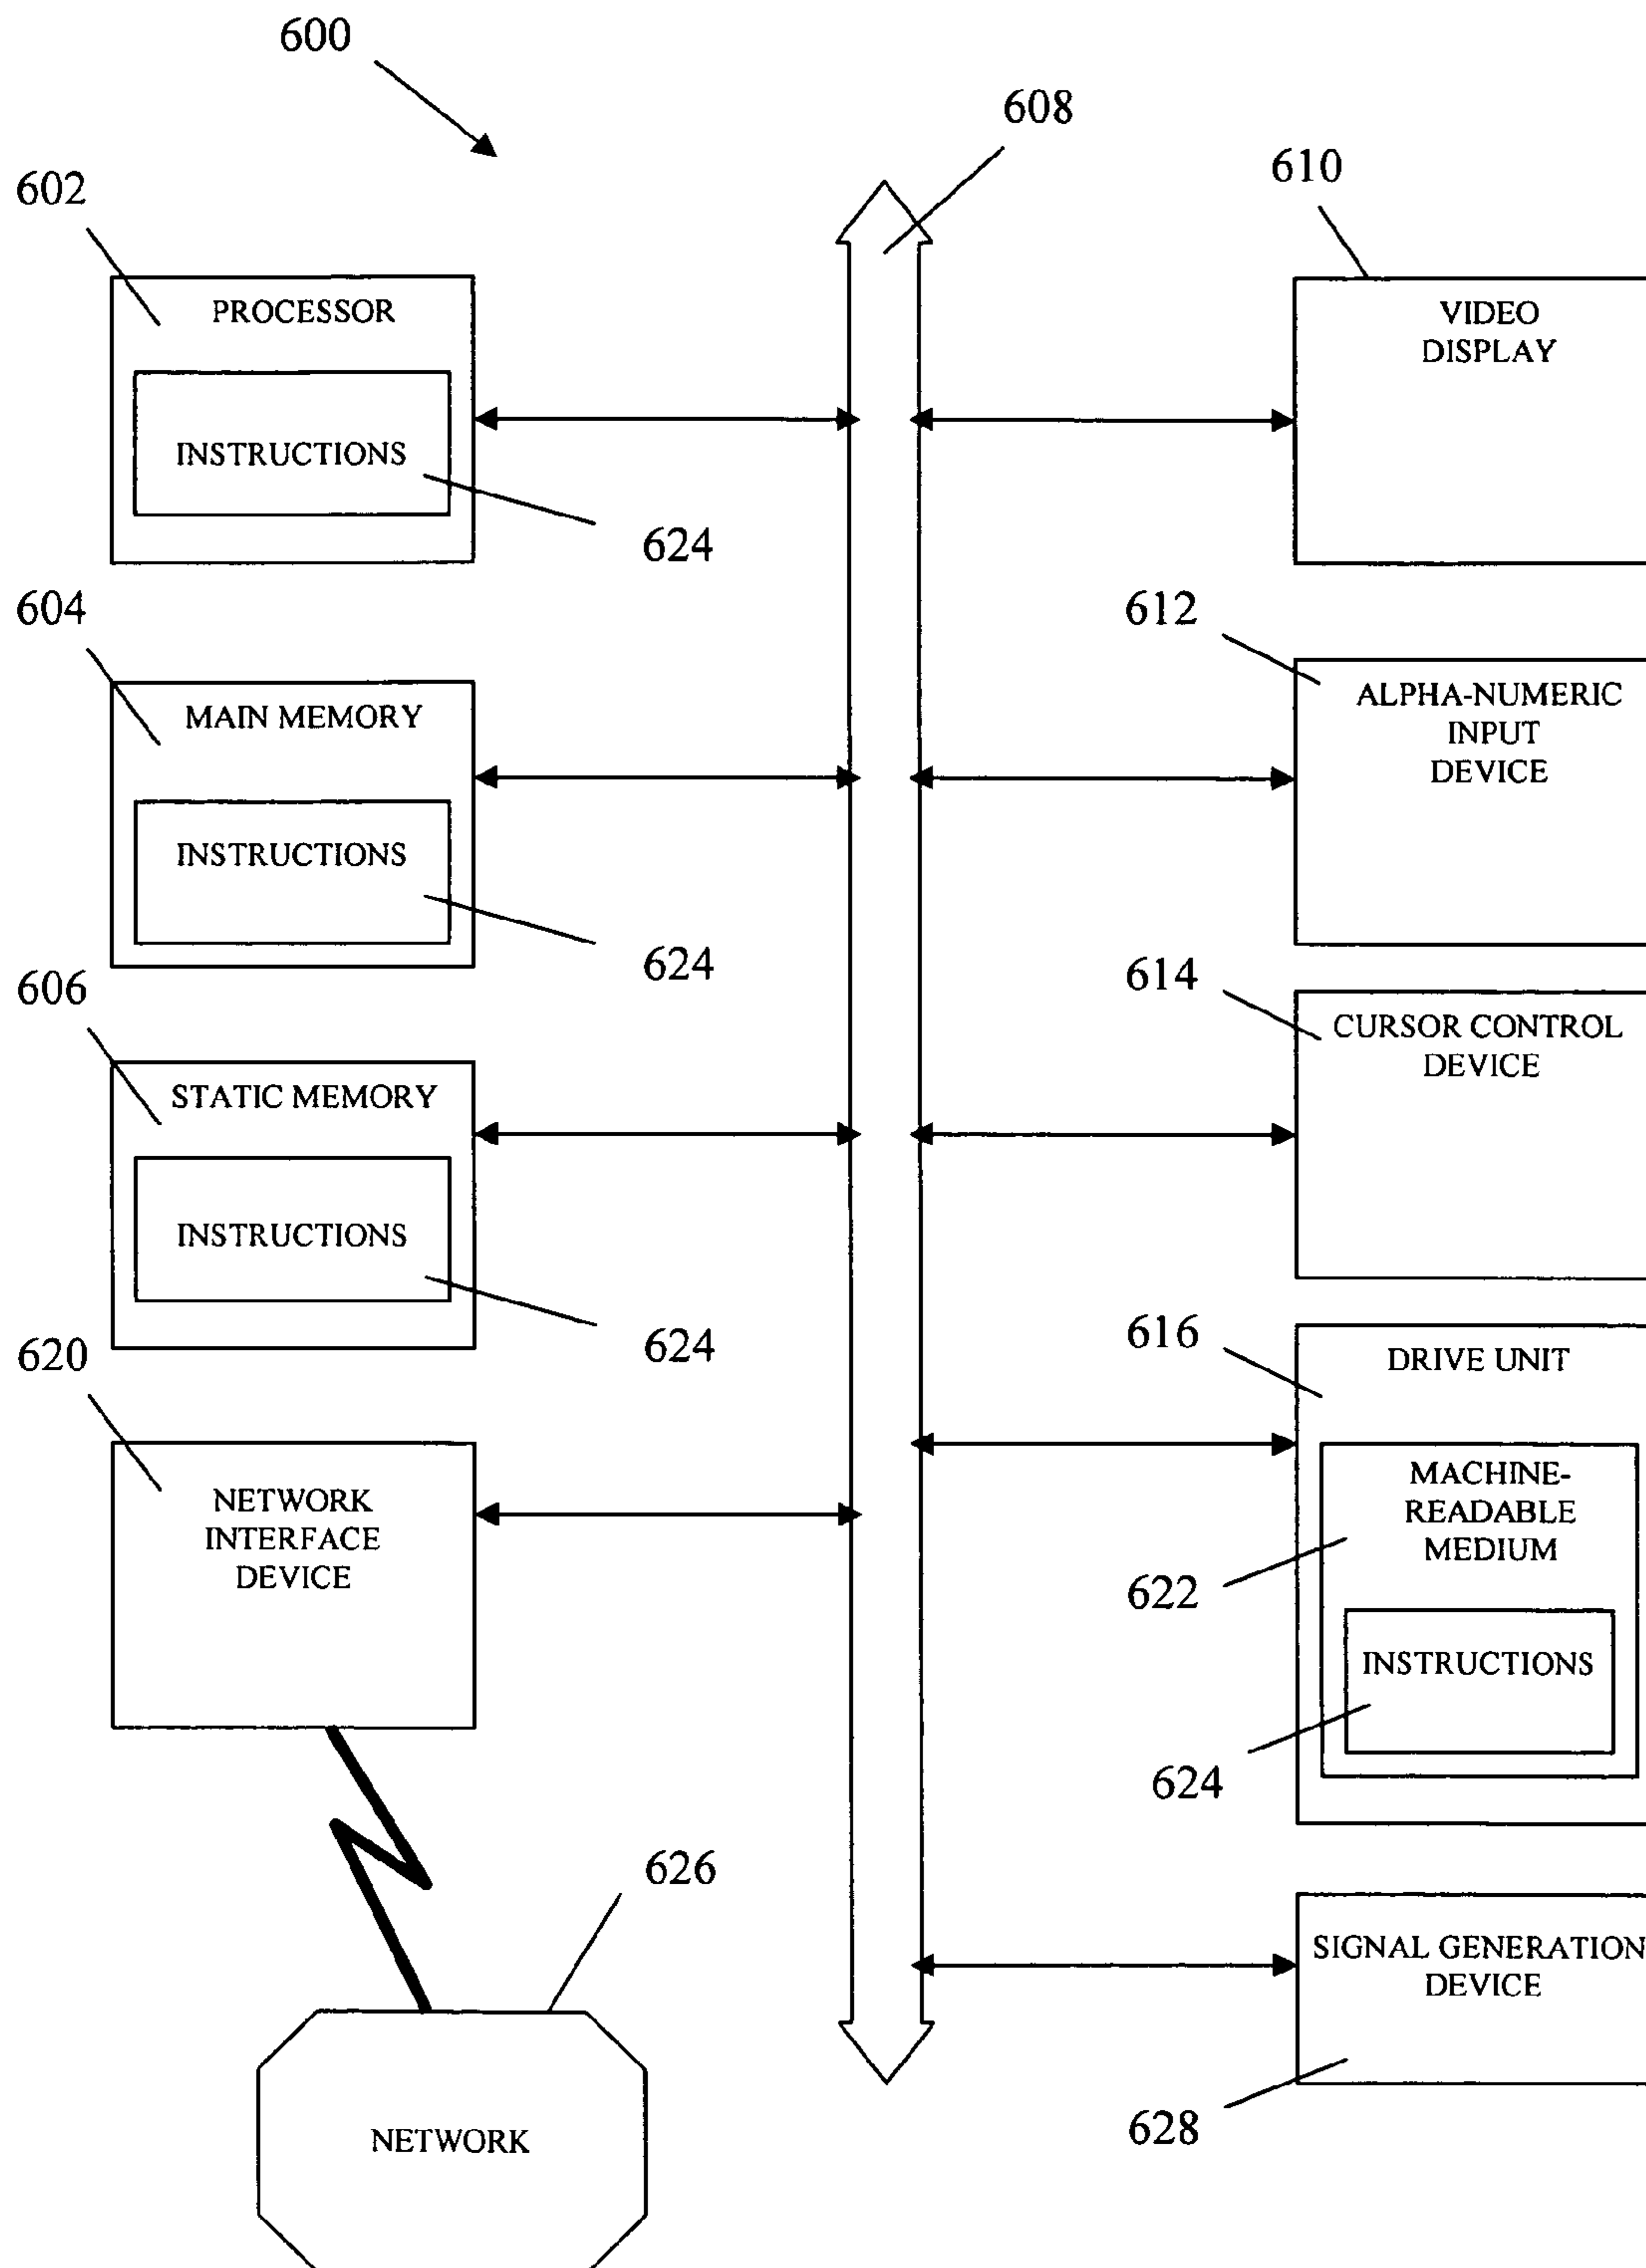 600
608
602
610
PROCESSOR
INSTRUCTIONS
624
VIDEO
DISPLAY
604
MAIN MEMORY
INSTRUCTIONS
624
612
ALPHA-NUMERIC
INPUT
DEVICE
606
STATIC MEMORY
INSTRUCTIONS
624
614
CURSOR CONTROL
DEVICE
620
NETWORK
INTERFACE
DEVICE
616
DRIVE UNIT
MACHINE-
READABLE
MEDIUM
622
INSTRUCTIONS
624
626
NETWORK
SIGNAL GENERATION
DEVICE
628